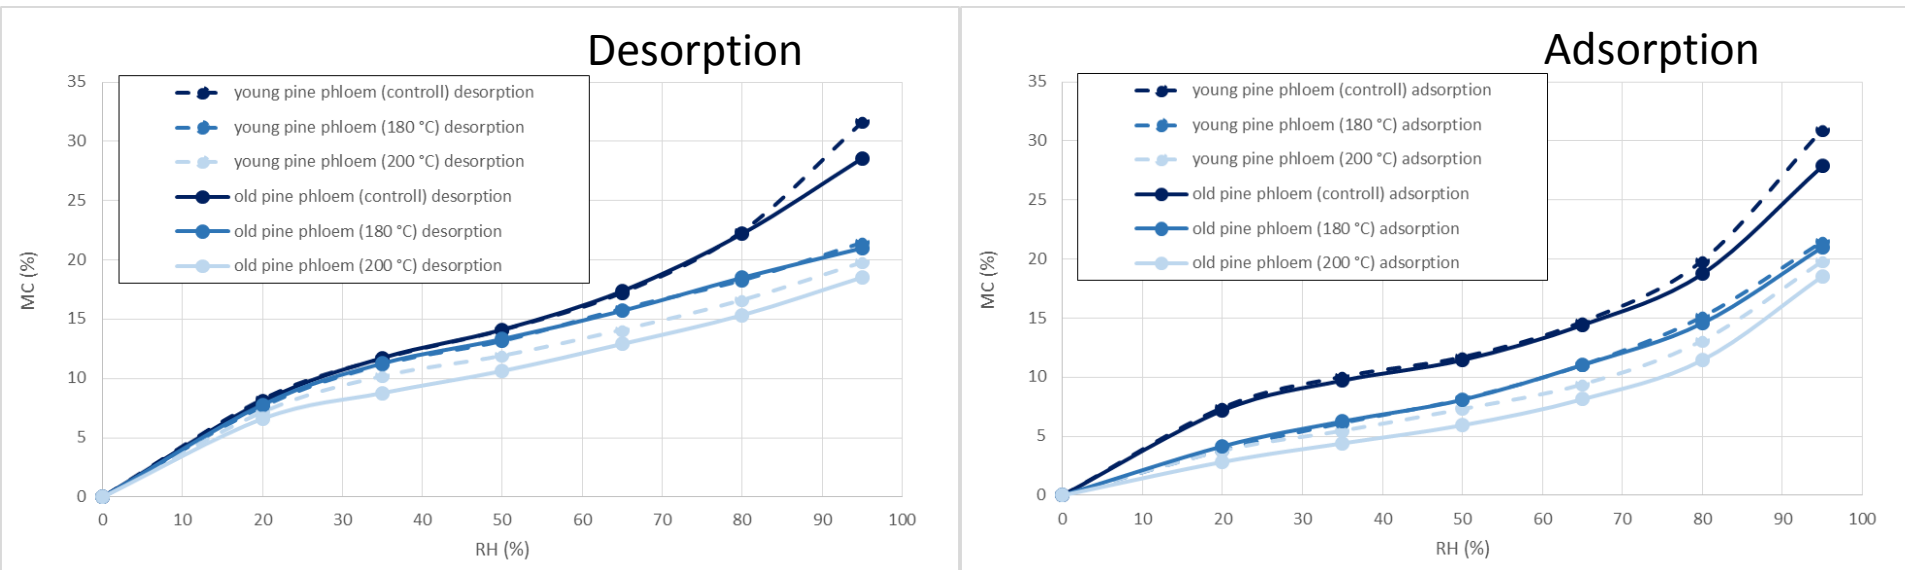 Desorption
young pine phloem (controll) desorption
young pine phloem (180 °C) desorption
young pine phloem (200 °C) desorption
old pine phloem (controll) desorption
old pine phloem (180 °C) desorption
old pine phloem (200 °C) desorption
35
30
25
20
15
10
5
0
MC (%)
0 10 20 30 40 50 60 70 80 90 100
RH (%)
Adsorption
young pine phloem (controll) adsorption
young pine phloem (180 °C) adsorption
young pine phloem (200 °C) adsorption
old pine phloem (controll) adsorption
old pine phloem (180 °C) adsorption
old pine phloem (200 °C) adsorption
35
30
25
20
15
10
5
0
MC (%)
0 10 20 30 40 50 60 70 80 90 100
RH (%)